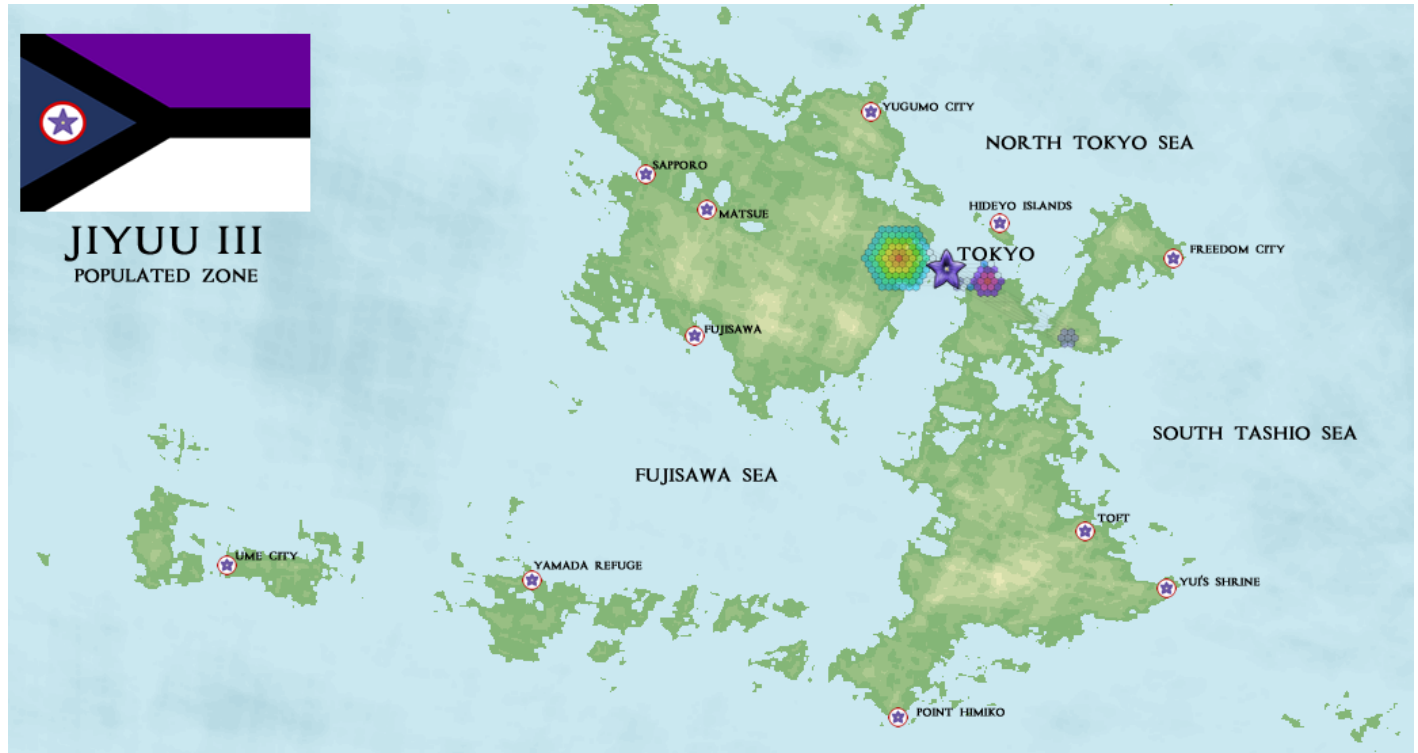 YUGUMO CITY
NORTH TOKYO SEA
SAPPORO
MATSUE
HIDEYO ISLANDS
JIYUU III
POPULATED ZONE
TOKYO
FREEDOM CITY
FUJISAWA
SOUTH TASHIO SEA
FUJISAWA SEA
TOFT
UME CITY
YAMADA REFUGE
YUI'S SHRINE
POINT HIMIKO